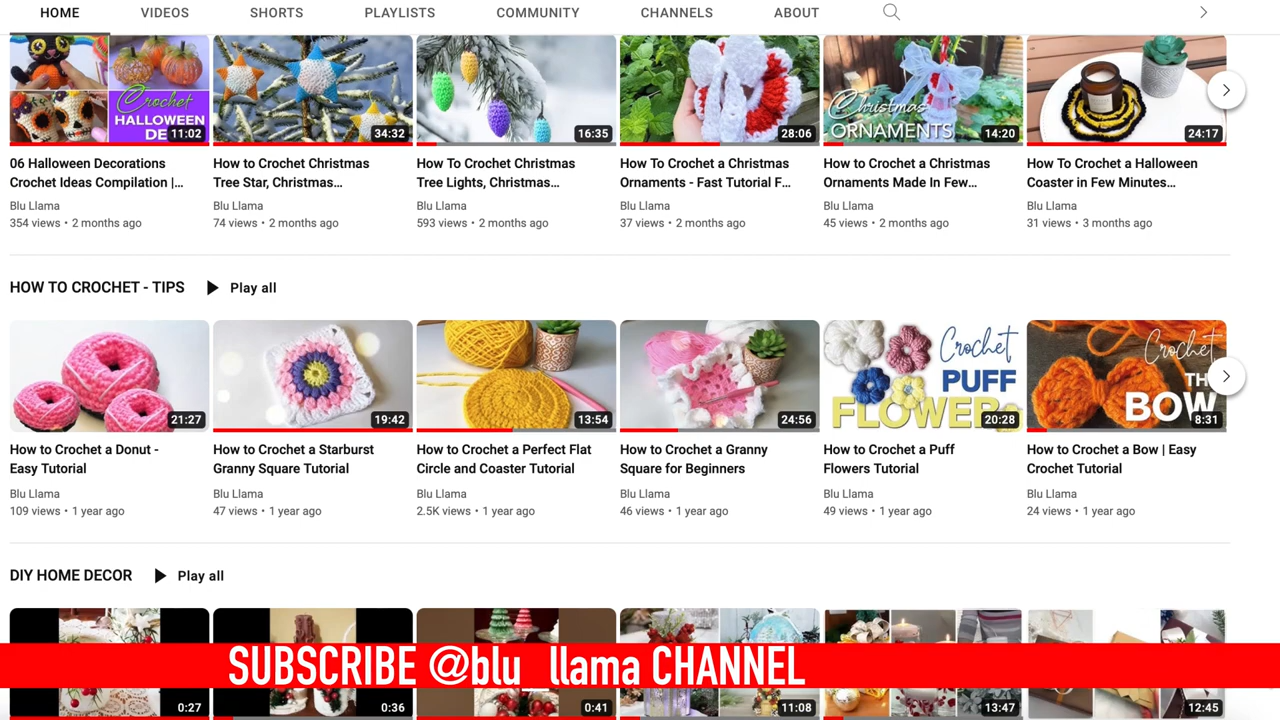 HOME VIDEOS SHORTS PLAYLISTS COMMUNITY CHANNELS ABOUT
Crochet
HALLOWEEN
DE
11:02
34:32
16:35
28:06
Christmas
ORNAMENTS
14:20
24:17
06 Halloween Decorations
Crochet Ideas Compilation |...
Blu Llama
354 views • 2 months ago
How to Crochet Christmas
Tree Star, Christmas...
Blu Llama
74 views • 2 months ago
How To Crochet Christmas
Tree Lights, Christmas...
Blu Llama
593 views • 2 months ago
How To Crochet a Christmas
Ornaments - Fast Tutorial F...
Blu Llama
37 views • 2 months ago
How to Crochet a Christmas
Ornaments Made In Few...
Blu Llama
45 views • 2 months ago
How To Crochet a Halloween
Coaster in Few Minutes...
Blu Llama
31 views • 3 months ago
HOW TO CROCHET - TIPS Play all
21:27
19:42
13:54
24:56
Crochet
PUFF
FLOWERS
20:28
Crochet
TH
BOW
8:31
How to Crochet a Donut -
Easy Tutorial
Blu Llama
109 views • 1 year ago
How to Crochet a Starburst
Granny Square Tutorial
Blu Llama
47 views • 1 year ago
How to Crochet a Perfect Flat
Circle and Coaster Tutorial
Blu Llama
2.5K views • 1 year ago
How to Crochet a Granny
Square for Beginners
Blu Llama
46 views • 1 year ago
How to Crochet a Puff
Flowers Tutorial
Blu Llama
49 views • 1 year ago
How to Crochet a Bow | Easy
Crochet Tutorial
Blu Llama
24 views • 1 year ago
DIY HOME DECOR Play all
SUBSCRIBE @blu llama CHANNEL
0:27
0:36
0:41
11:08
13:47
12:45